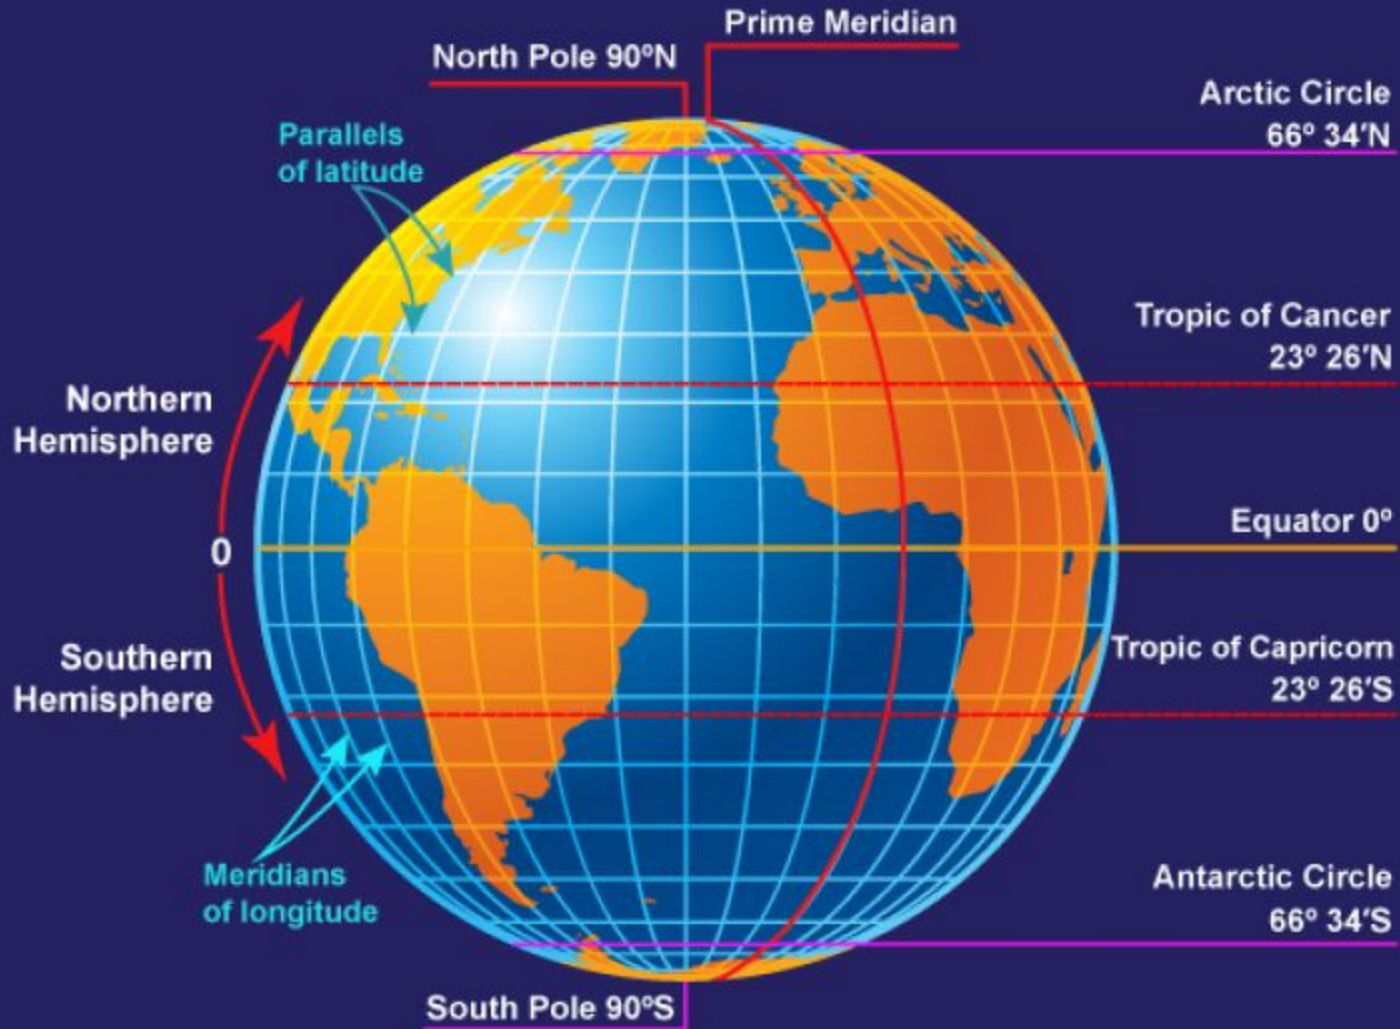 Prime Meridian
North Pole 90ºN
Arctic Circle
66º 34'N
Parallels
of latitude
Tropic of Cancer
23º 26'N
Northern
Hemisphere
Equator 0º
0
Southern
Hemisphere
Tropic of Capricorn
23º 26'S
Meridians
of longitude
Antarctic Circle
66º 34'S
South Pole 90ºS